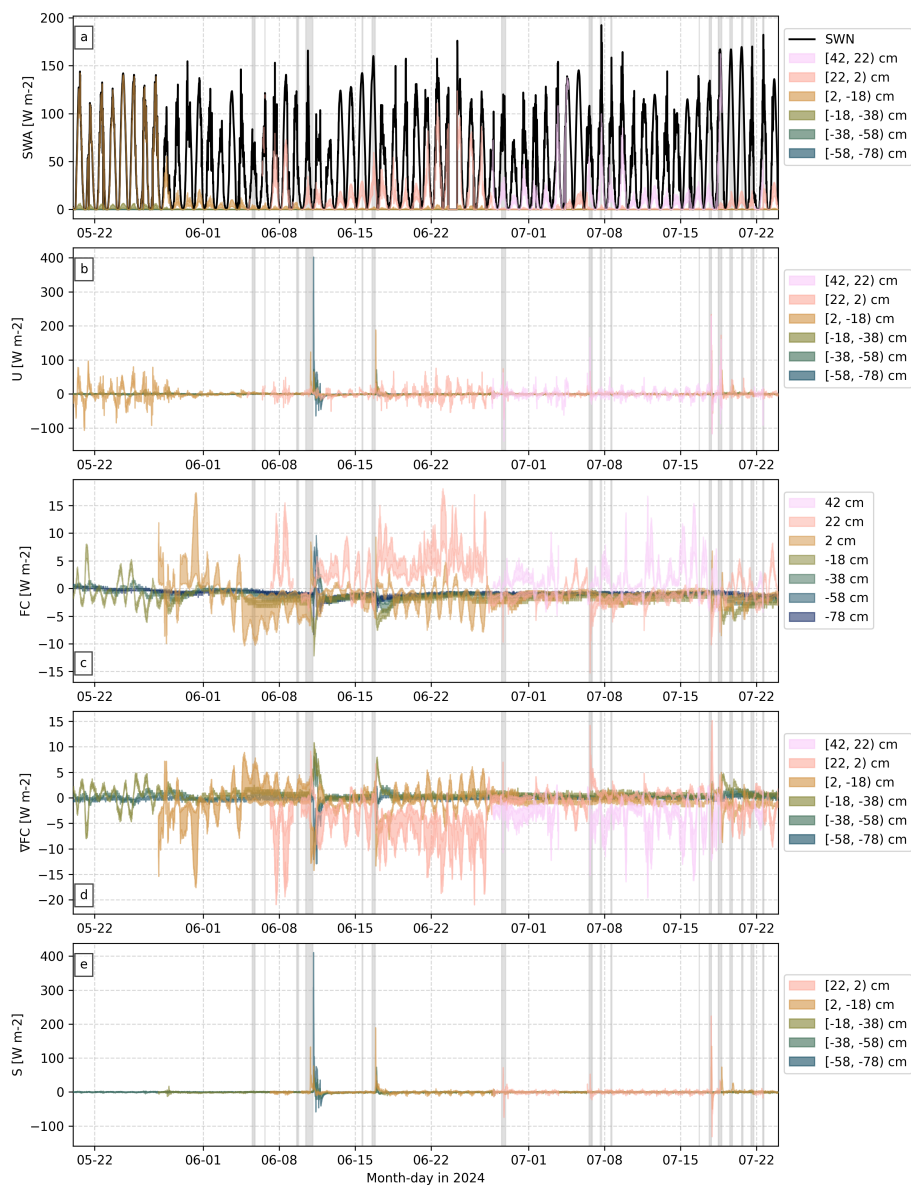 a
SWA [W m-2]
200
150
100
50
0
05-22 06-01 06-08 06-15 06-22 07-01 07-08 07-15 07-22
SWN
[42, 22) cm
[22, 2) cm
[2, -18) cm
[-18, -38) cm
[-38, -58) cm
[-58, -78) cm
b
U [W m-2]
400
300
200
100
0
−100
05-22 06-01 06-08 06-15 06-22 07-01 07-08 07-15 07-22
[42, 22) cm
[22, 2) cm
[2, -18) cm
[-18, -38) cm
[-38, -58) cm
[-58, -78) cm
c
FC [W m-2]
15
10
5
0
−5
−10
−15
05-22 06-01 06-08 06-15 06-22 07-01 07-08 07-15 07-22
42 cm
22 cm
2 cm
-18 cm
-38 cm
-58 cm
-78 cm
d
∇FC [W m-2]
15
10
5
0
−5
−10
−15
−20
05-22 06-01 06-08 06-15 06-22 07-01 07-08 07-15 07-22
[42, 22) cm
[22, 2) cm
[2, -18) cm
[-18, -38) cm
[-38, -58) cm
[-58, -78) cm
e
S [W m-2]
400
300
200
100
0
−100
05-22 06-01 06-08 06-15 06-22 07-01 07-08 07-15 07-22
Month-day in 2024
[22, 2) cm
[2, -18) cm
[-18, -38) cm
[-38, -58) cm
[-58, -78) cm